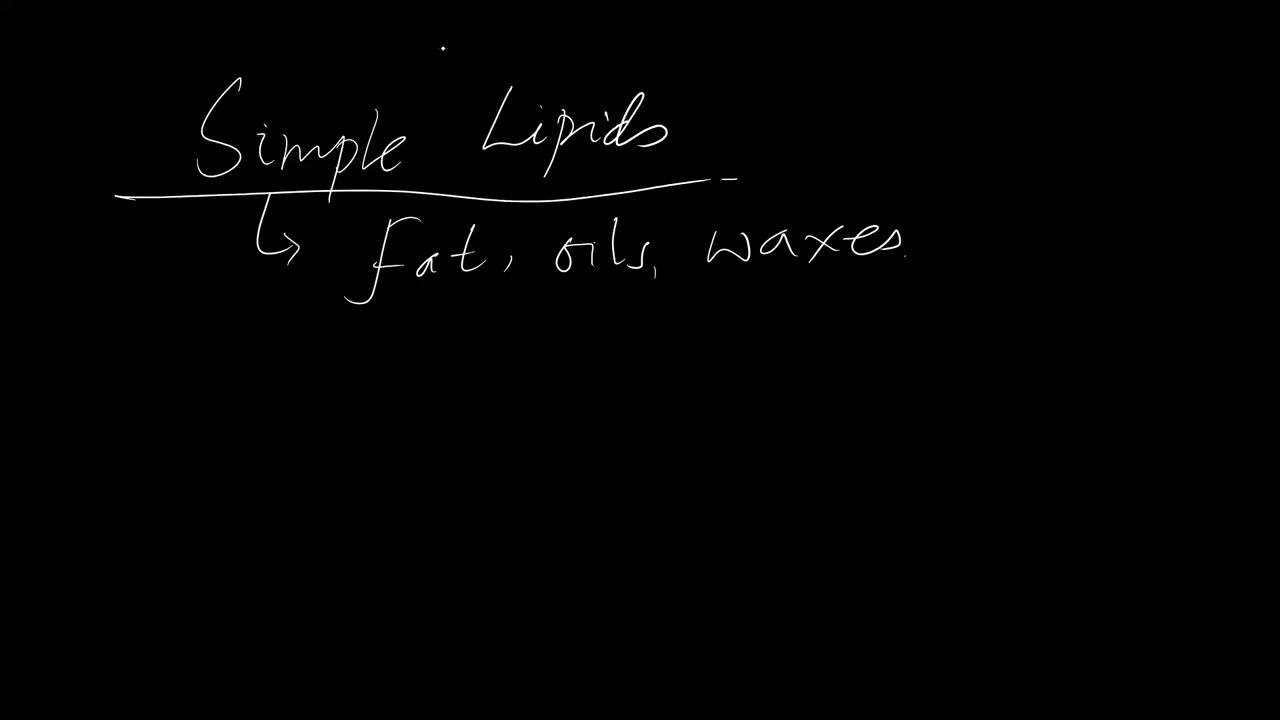 Simple Lipids
↳ Fat, oils, waxes.